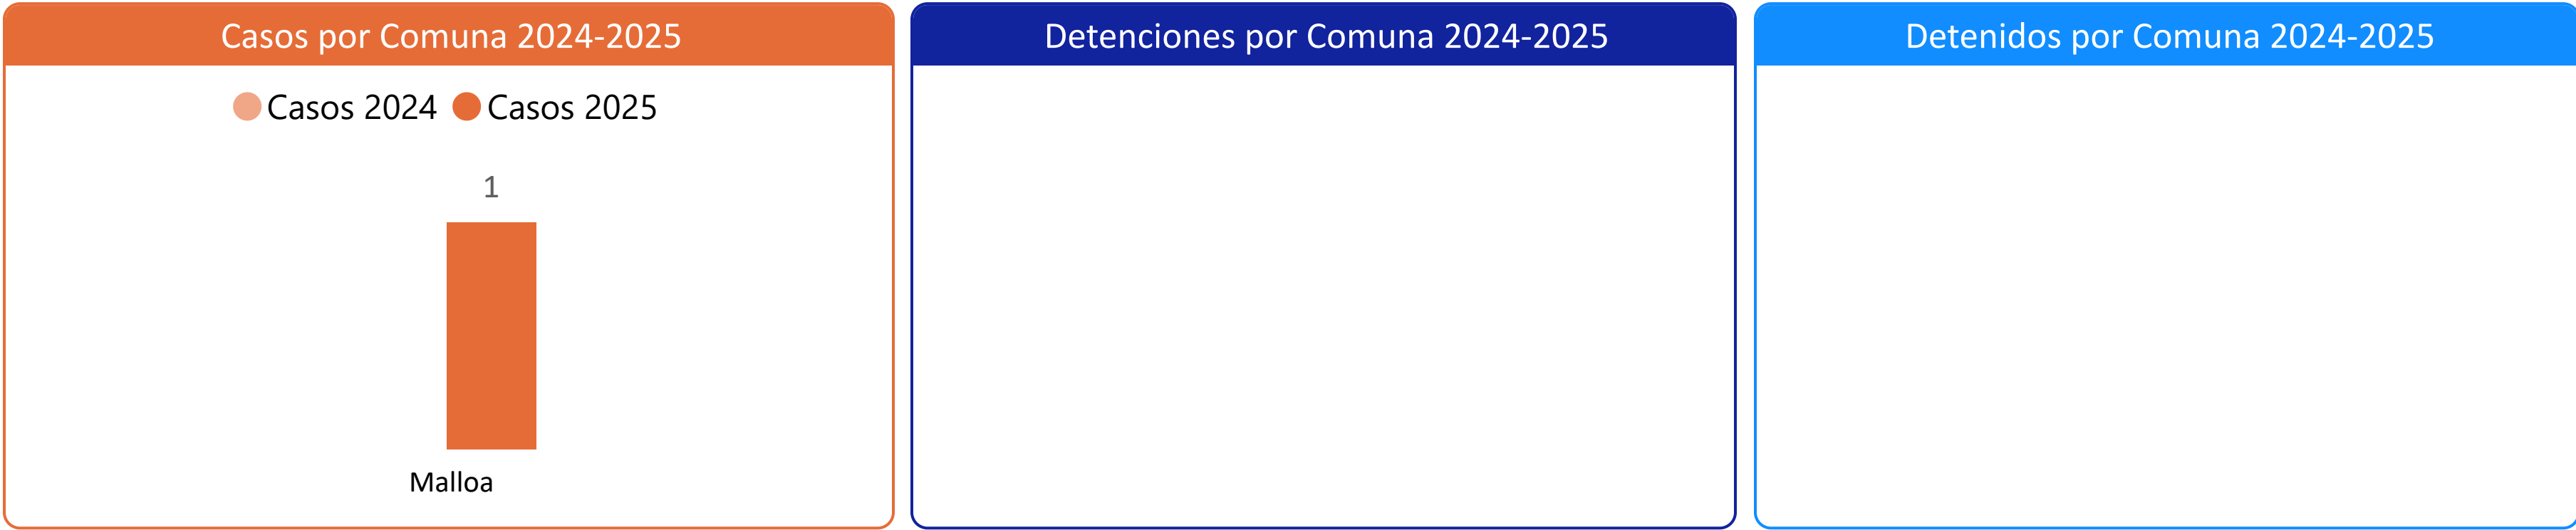 Casos por Comuna 2024-2025
Casos 2024 Casos 2025
1
Malloa
Detenciones por Comuna 2024-2025
Detenidos por Comuna 2024-2025